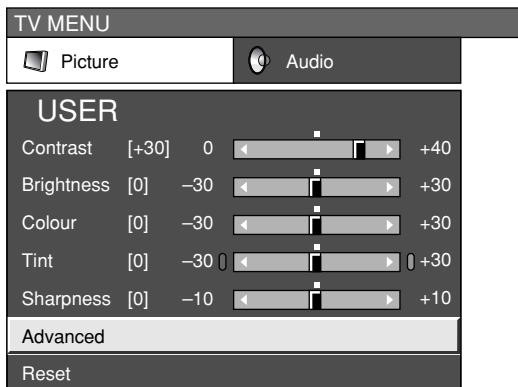 TV MENU
Picture Audio
USER
Contrast [+30] 0 +40
Brightness [0] –30 +30
Colour [0] –30 +30
Tint [0] –30 +30
Sharpness [0] –10 +10
Advanced
Reset